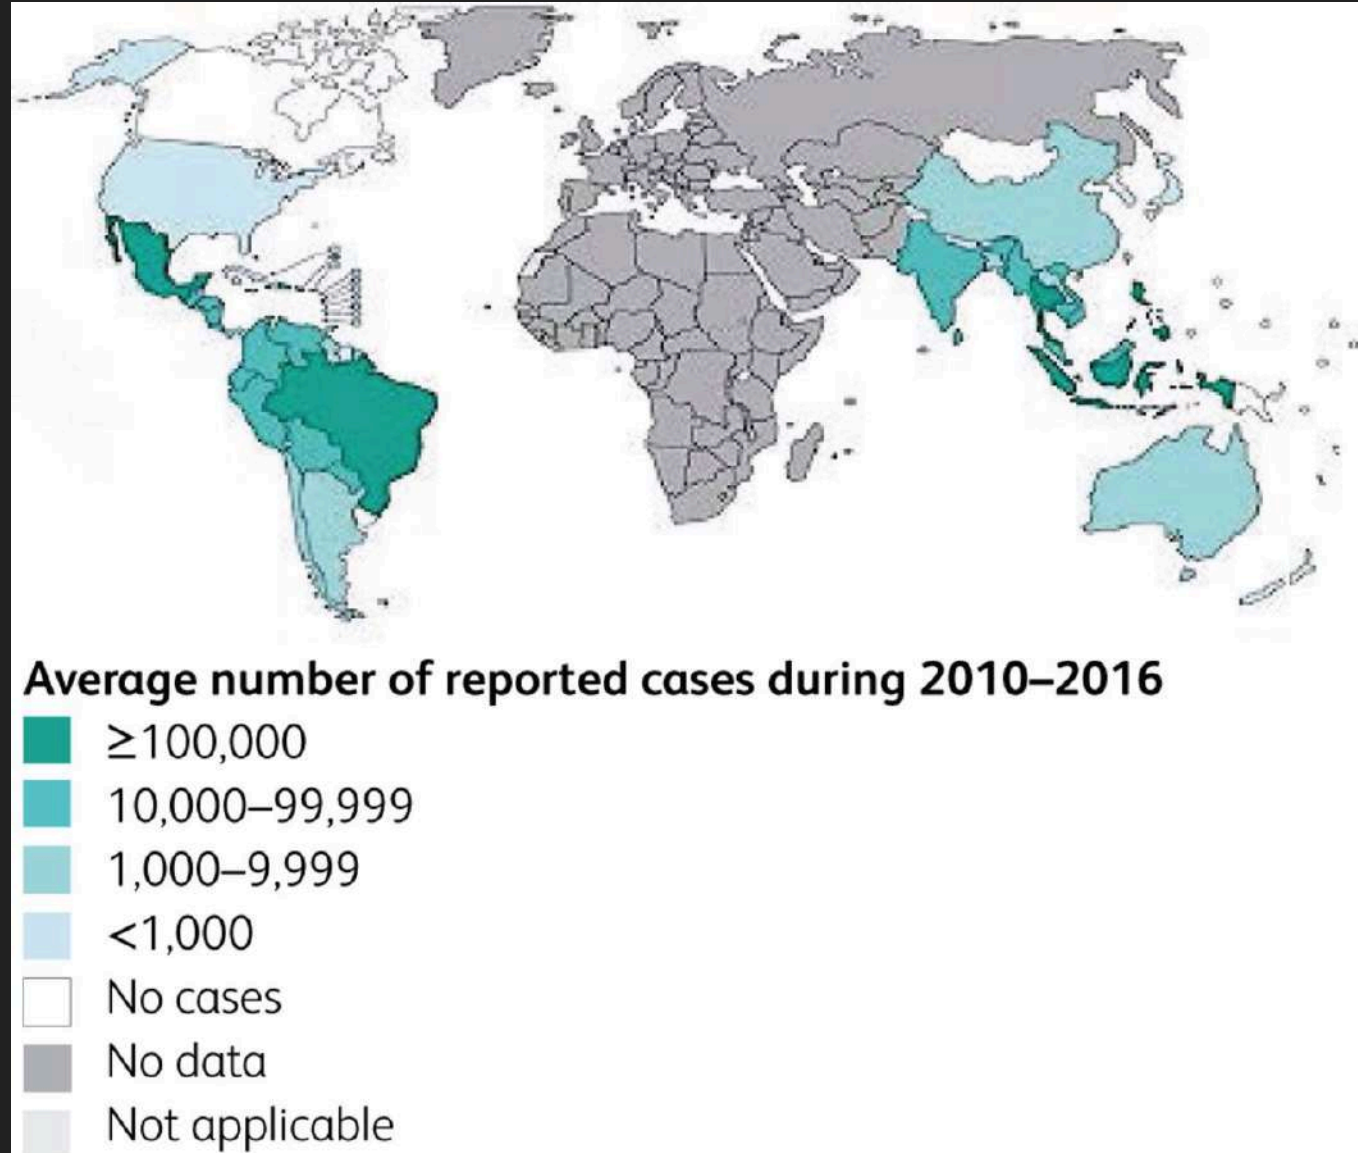 Average number of reported cases during 2010–2016
≥100,000
10,000–99,999
1,000–9,999
<1,000
No cases
No data
Not applicable